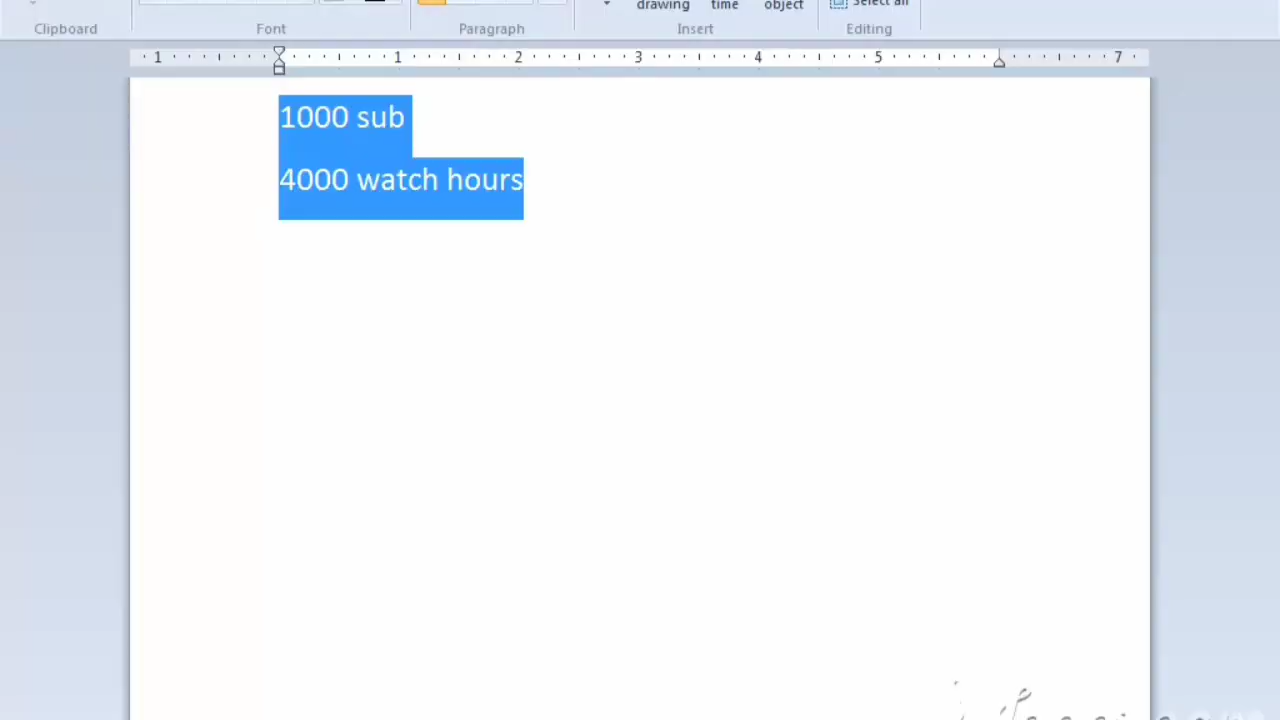 drawing time object Select all
Clipboard Font Paragraph Insert Editing
1 1 2 3 4 5 7
1000 sub
4000 watch hours